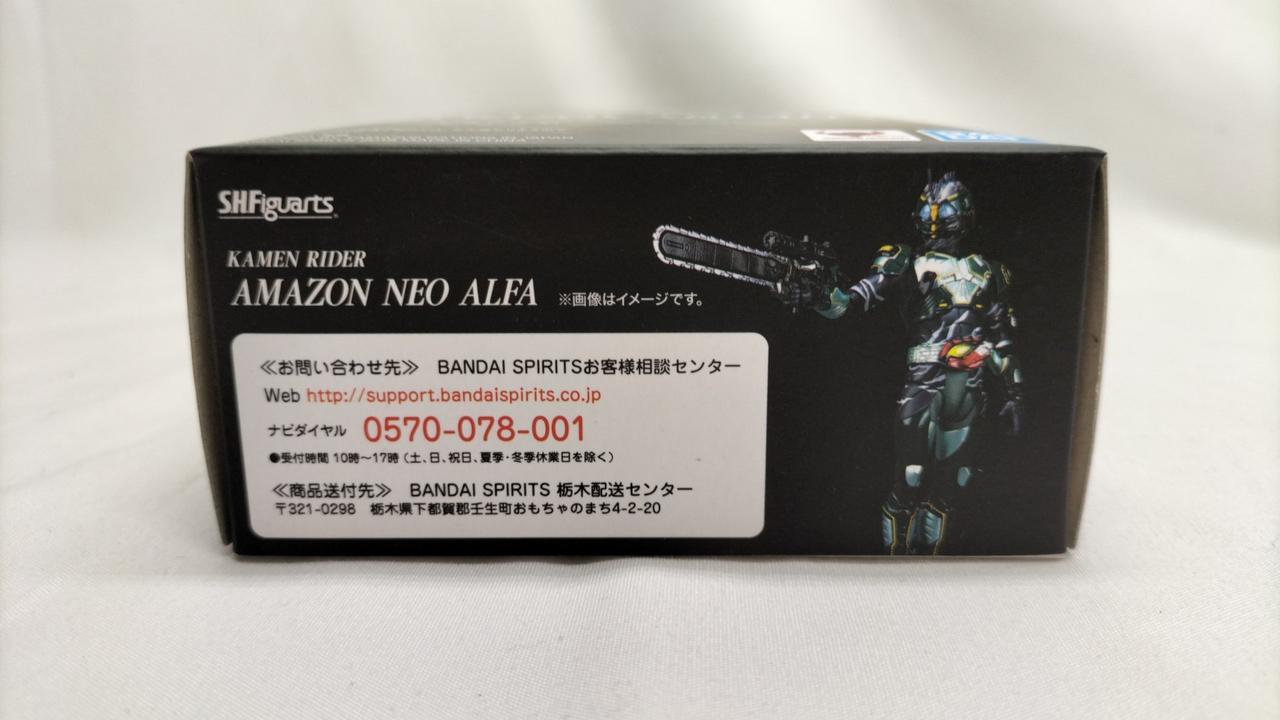 S.H.Figuarts
KAMEN RIDER
AMAZON NEO ALFA ※画像はイメージです。
≪お問い合わせ先≫ BANDAI SPIRITSお客様相談センター
Web http://support.bandaispirits.co.jp
ナビダイヤル 0570-078-001
●受付時間 10時～17時（土、日、祝日、夏季・冬季休業日を除く）
≪商品送付先≫ BANDAI SPIRITS 栃木配送センター
〒321-0298 栃木県下都賀郡壬生町おもちゃのまち4-2-20